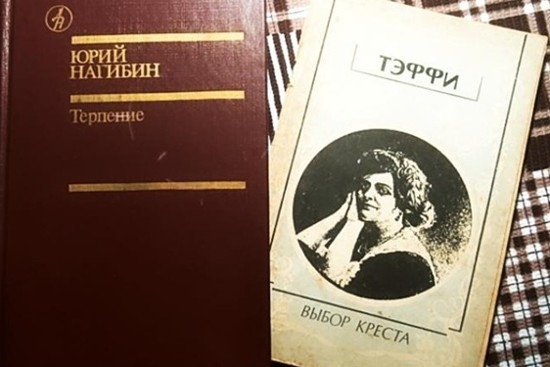 ЮРИЙ
НАГИБИН
Терпение
ТЭФФИ
ВЫБОР КРЕСТА